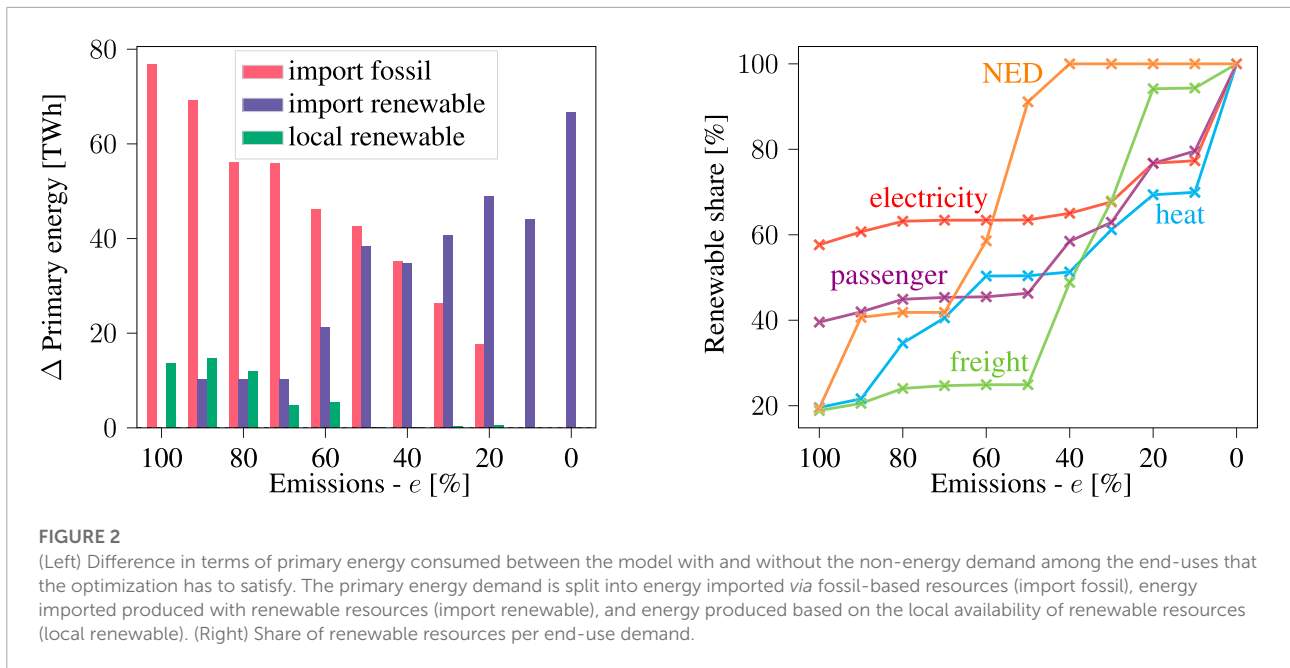 80
60
40
20
0
Δ Primary energy [TWh]
import fossil
import renewable
local renewable
100
80
60
40
20
0
Emissions - e [%]
100
80
60
40
20
Renewable share [%]
NED
electricity
heat
passenger
freight
100
80
60
40
20
0
Emissions - e [%]
FIGURE 2
(Left) Difference in terms of primary energy consumed between the model with and without the non-energy demand among the end-uses that
the optimization has to satisfy. The primary energy demand is split into energy imported via fossil-based resources (import fossil), energy
imported produced with renewable resources (import renewable), and energy produced based on the local availability of renewable resources
(local renewable). (Right) Share of renewable resources per end-use demand.